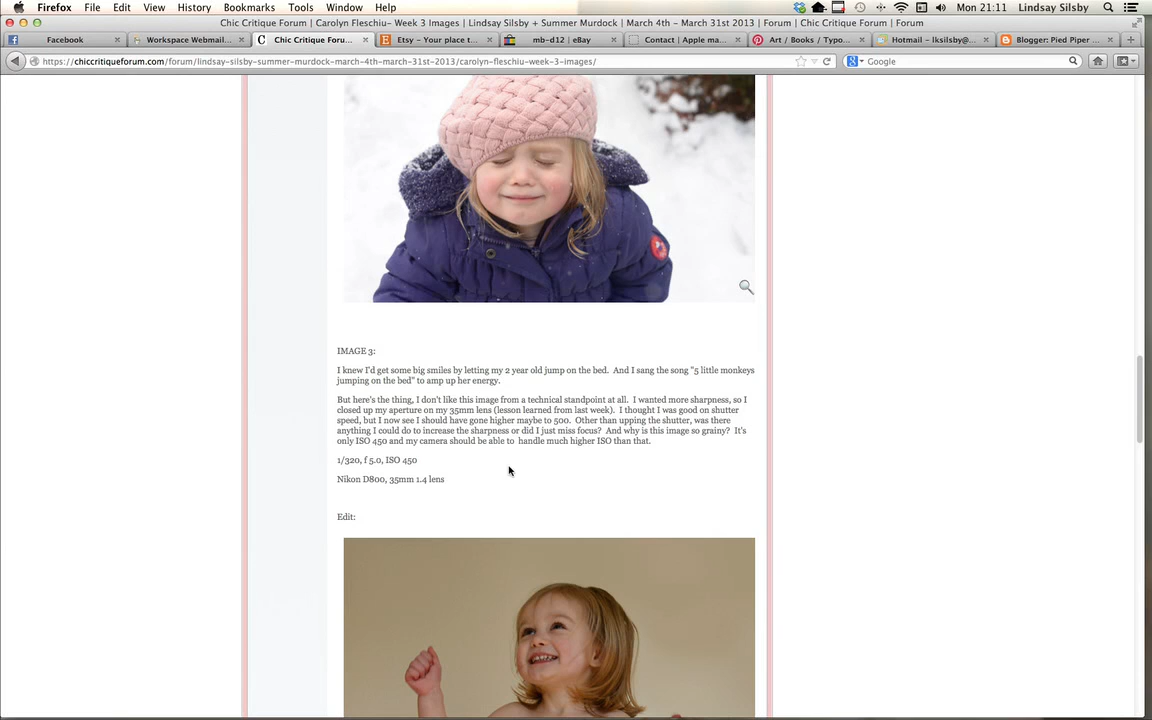 Firefox File Edit View History Bookmarks Tools Window Help Mon 21:11 Lindsay Silsby
Chic Critique Forum | Carolyn Fleschiu- Week 3 Images | Lindsay Silsby + Summer Murdock | March 4th – March 31st 2013 | Forum | Chic Critique Forum | Forum
Facebook Workspace Webmail... Chic Critique Foru... Etsy – Your place t... mb-d12 | eBay Contact | Apple ma... Art / Books / Typo... Hotmail – lksilsby@... Blogger: Pied Piper ...
https://chiccritiqueforum.com/forum/lindsay-silsby-summer-murdock-march-4th-march-31st-2013/carolyn-fleschiu-week-3-images/ Google
IMAGE 3:
I knew I'd get some big smiles by letting my 2 year old jump on the bed. And I sang the song "5 little monkeys
jumping on the bed" to amp up her energy.
But here's the thing, I don't like this image from a technical standpoint at all. I wanted more sharpness, so I
closed up my aperture on my 35mm lens (lesson learned from last week). I thought I was good on shutter
speed, but I now see I should have gone higher maybe to 500. Other than upping the shutter, was there
anything I could do to increase the sharpness or did I just miss focus? And why is this image so grainy? It's
only ISO 450 and my camera should be able to handle much higher ISO than that.
1/320, f 5.0, ISO 450
Nikon D800, 35mm 1.4 lens
Edit: